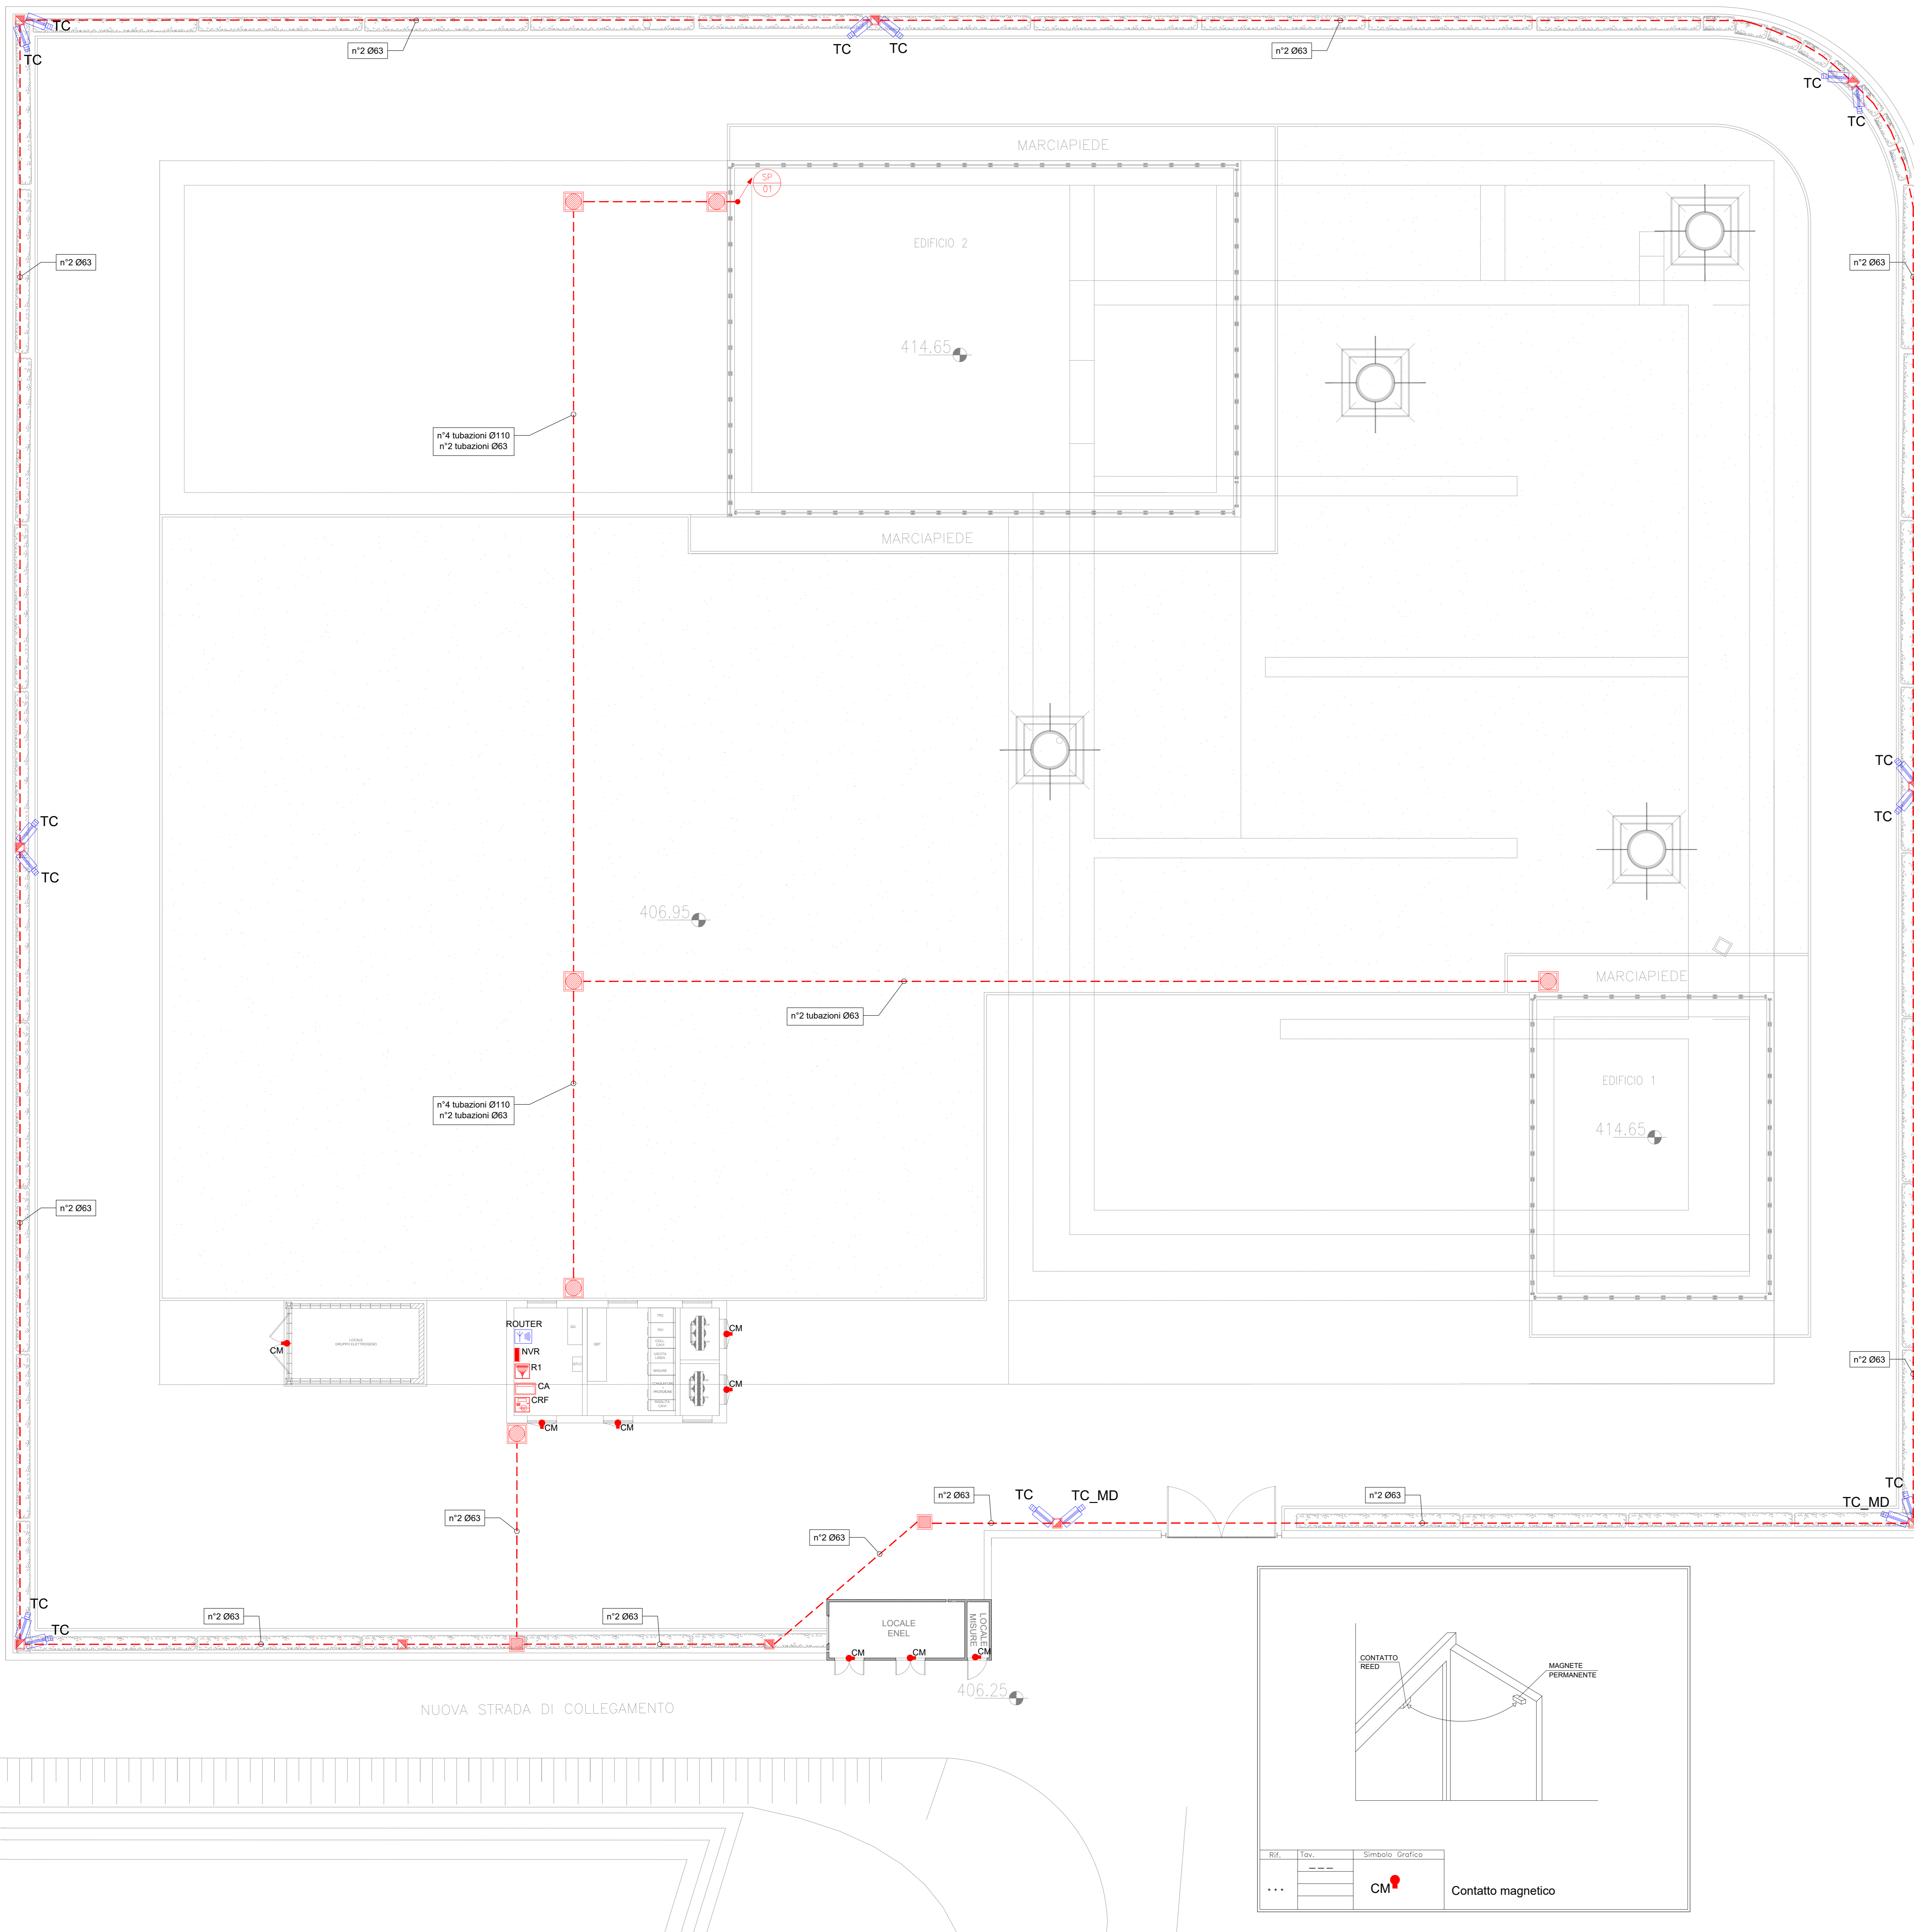 TC
TC
n°2 Ø63
TC
TC
n°2 Ø63
TC
TC
MARCIAPIEDE
SP
01
EDIFICIO 2
n°2 Ø63
n°2 Ø63
414.65
n°4 tubazioni Ø110
n°2 tubazioni Ø63
MARCIAPIEDE
TC
TC
TC
TC
406.95
MARCIAPIEDE
n°2 tubazioni Ø63
EDIFICIO 1
n°4 tubazioni Ø110
n°2 tubazioni Ø63
414.65
n°2 Ø63
ROUTER
NVR
R1
CA
CRF
LOCALE
GRUPPO ELETTROGENO
CM
CM
CM
CM
CM
QBT
MISURE
n°2 Ø63
n°2 Ø63
TC
TC_MD
n°2 Ø63
TC
TC_MD
n°2 Ø63
n°2 Ø63
TC
TC
n°2 Ø63
n°2 Ø63
LOCALE
ENEL
LOCALE
MISURE
CM
CM
CM
406.25
NUOVA STRADA DI COLLEGAMENTO
CONTATTO
REED
MAGNETE
PERMANENTE
Rif.
Tav.
Simbolo Grafico
CM
Contatto magnetico